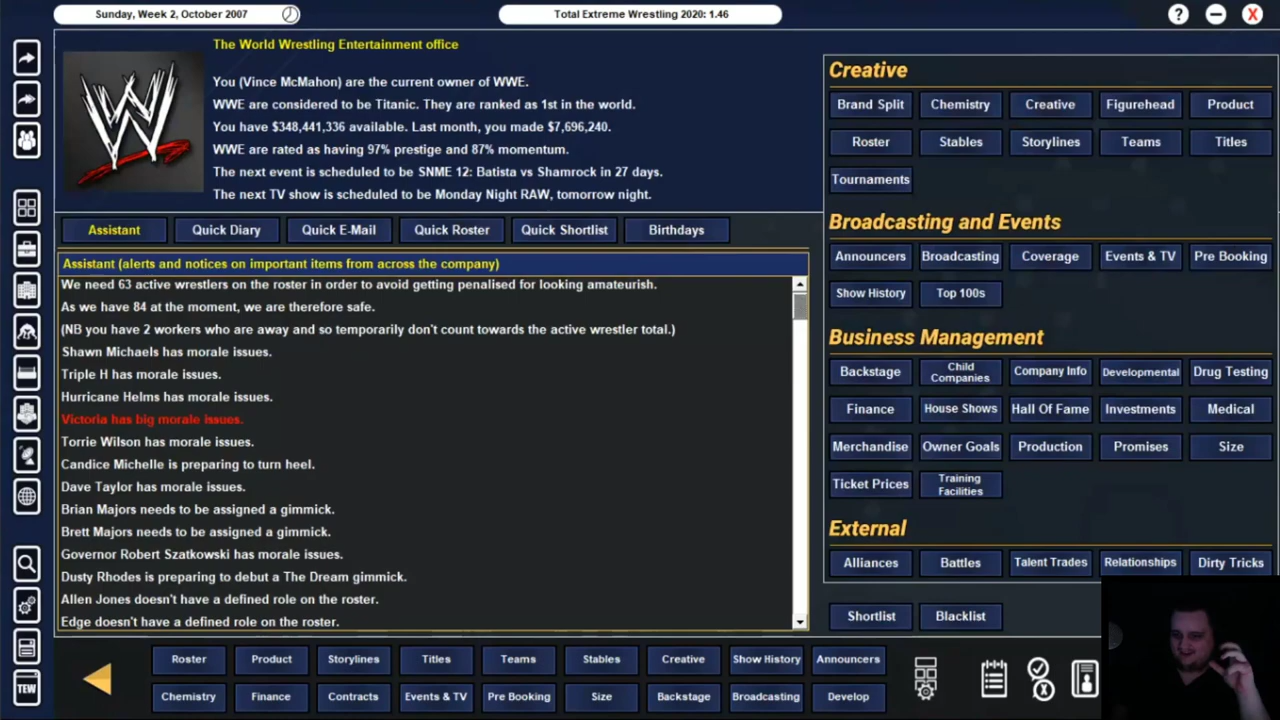 Sunday, Week 2, October 2007
Total Extreme Wrestling 2020: 1.46
?
X
The World Wrestling Entertainment office
You (Vince McMahon) are the current owner of WWE.
WWE are considered to be Titanic. They are ranked as 1st in the world.
You have $348,441,336 available. Last month, you made $7,696,240.
WWE are rated as having 97% prestige and 87% momentum.
The next event is scheduled to be SNME 12: Batista vs Shamrock in 27 days.
The next TV show is scheduled to be Monday Night RAW, tomorrow night.
Assistant Quick Diary Quick E-Mail Quick Roster Quick Shortlist Birthdays
Assistant (alerts and notices on important items from across the company)
We need 63 active wrestlers on the roster in order to avoid getting penalised for looking amateurish.
As we have 84 at the moment, we are therefore safe.
(NB you have 2 workers who are away and so temporarily don't count towards the active wrestler total.)
Shawn Michaels has morale issues.
Triple H has morale issues.
Hurricane Helms has morale issues.
Victoria has big morale issues.
Torrie Wilson has morale issues.
Candice Michelle is preparing to turn heel.
Dave Taylor has morale issues.
Brian Majors needs to be assigned a gimmick.
Brett Majors needs to be assigned a gimmick.
Governor Robert Szatkowski has morale issues.
Dusty Rhodes is preparing to debut a The Dream gimmick.
Allen Jones doesn't have a defined role on the roster.
Edge doesn't have a defined role on the roster.
Creative
Brand Split Chemistry Creative Figurehead Product
Roster Stables Storylines Teams Titles
Tournaments
Broadcasting and Events
Announcers Broadcasting Coverage Events & TV Pre Booking
Show History Top 100s
Business Management
Backstage Child Companies Company Info Developmental Drug Testing
Finance House Shows Hall Of Fame Investments Medical
Merchandise Owner Goals Production Promises Size
Ticket Prices Training Facilities
External
Alliances Battles Talent Trades Relationships Dirty Tricks
Shortlist Blacklist
Roster Product Storylines Titles Teams Stables Creative Show History Announcers
Chemistry Finance Contracts Events & TV Pre Booking Size Backstage Broadcasting Develop
TEW